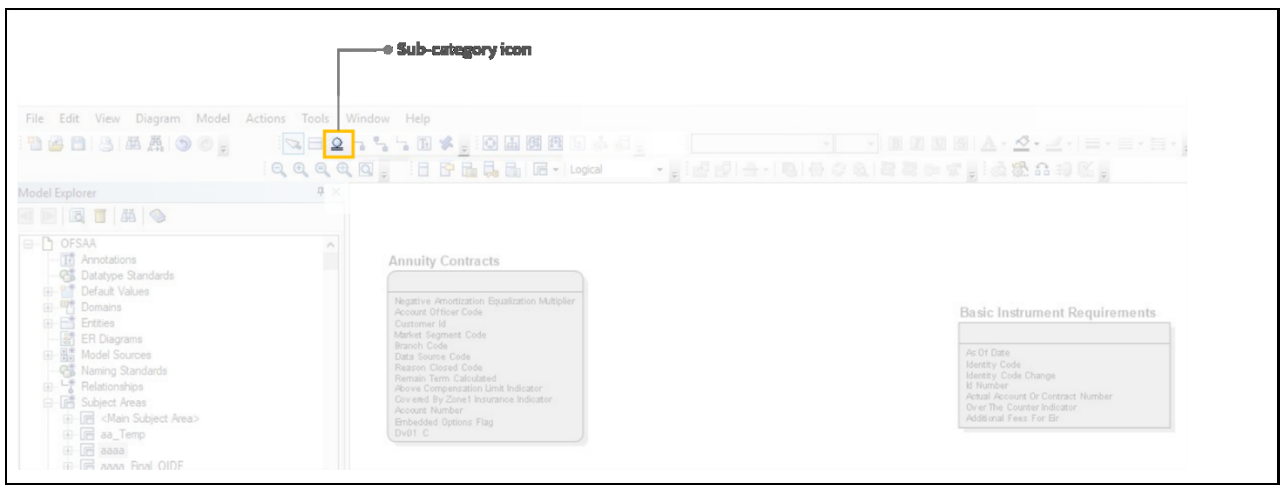 Sub-category icon
File Edit View Diagram Model Actions Tools Window Help
Logical
Model Explorer
OFSAA
Annotations
Datatype Standards
Default Values
Domains
Entities
ER Diagrams
Model Sources
Naming Standards
Relationships
Subject Areas
<Main Subject Area>
aa_Temp
aaaa
aaaa_Final_QIDF
Annuity Contracts
Negative Amortization Equalization Multiplier
Account Officer Code
Customer Id
Market Segment Code
Branch Code
Data Source Code
Reason Closed Code
Remain Term Calculated
Above Compensation Limit Indicator
Covered By Zone1 Insurance Indicator
Account Number
Embedded Options Flag
Dv01 C
Basic Instrument Requirements
As Of Date
Identity Code
Identity Code Change
Id Number
Actual Account Or Contract Number
Over The Counter Indicator
Additional Fees For Eir